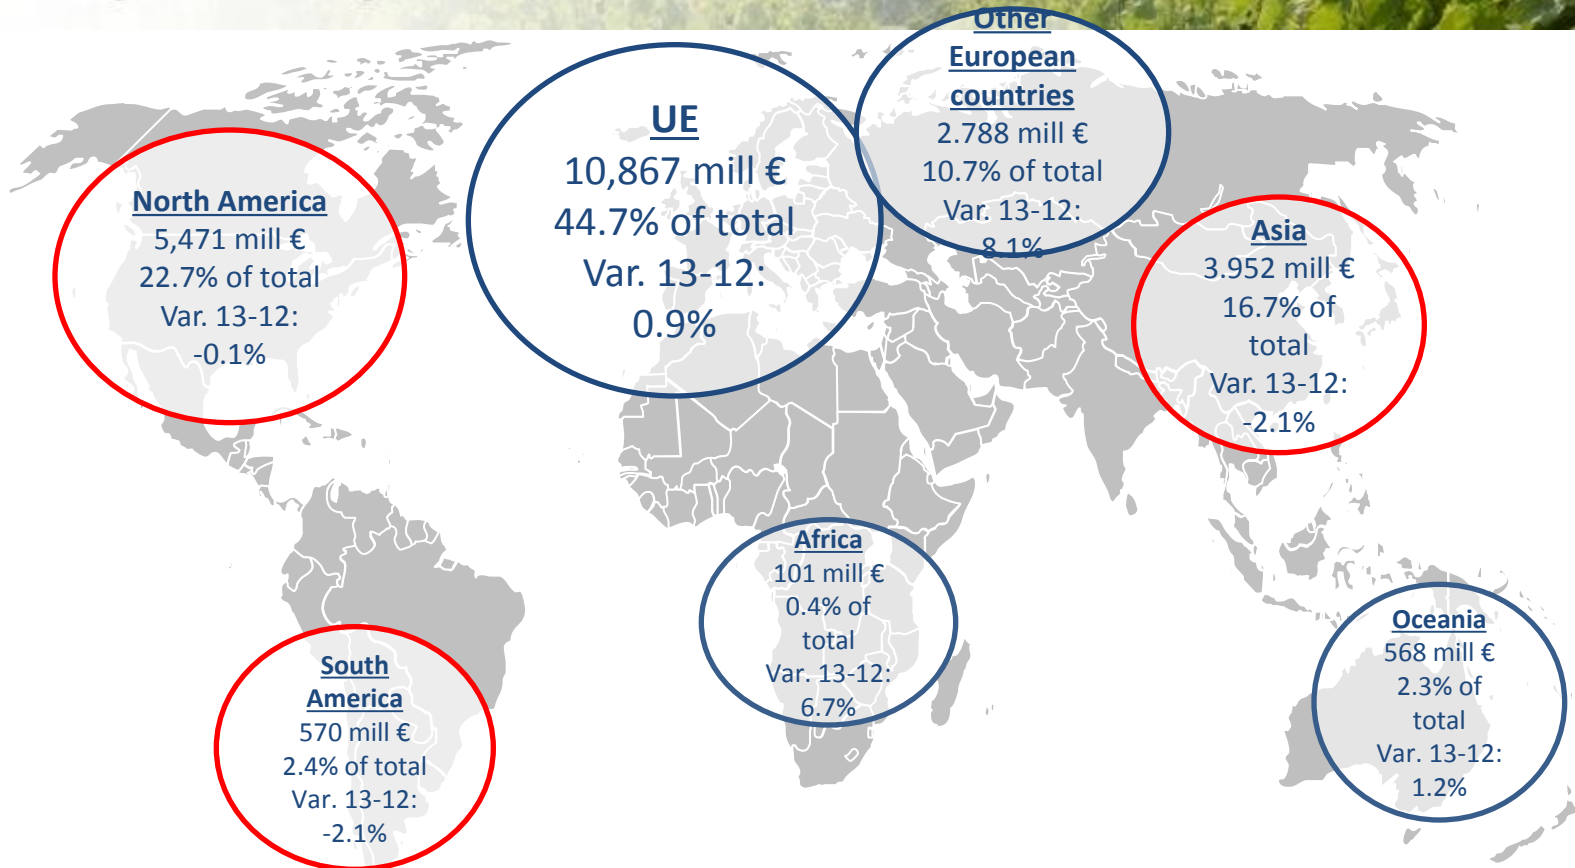 Other
European
countries
2.788 mill €
10.7% of total
Var. 13-12:
8.1%
UE
10,867 mill €
44.7% of total
Var. 13-12:
0.9%
North America
5,471 mill €
22.7% of total
Var. 13-12:
-0.1%
Asia
3.952 mill €
16.7% of
total
Var. 13-12:
-2.1%
Africa
101 mill €
0.4% of
total
Var. 13-12:
6.7%
Oceania
568 mill €
2.3% of
total
Var. 13-12:
1.2%
South
America
570 mill €
2.4% of total
Var. 13-12:
-2.1%